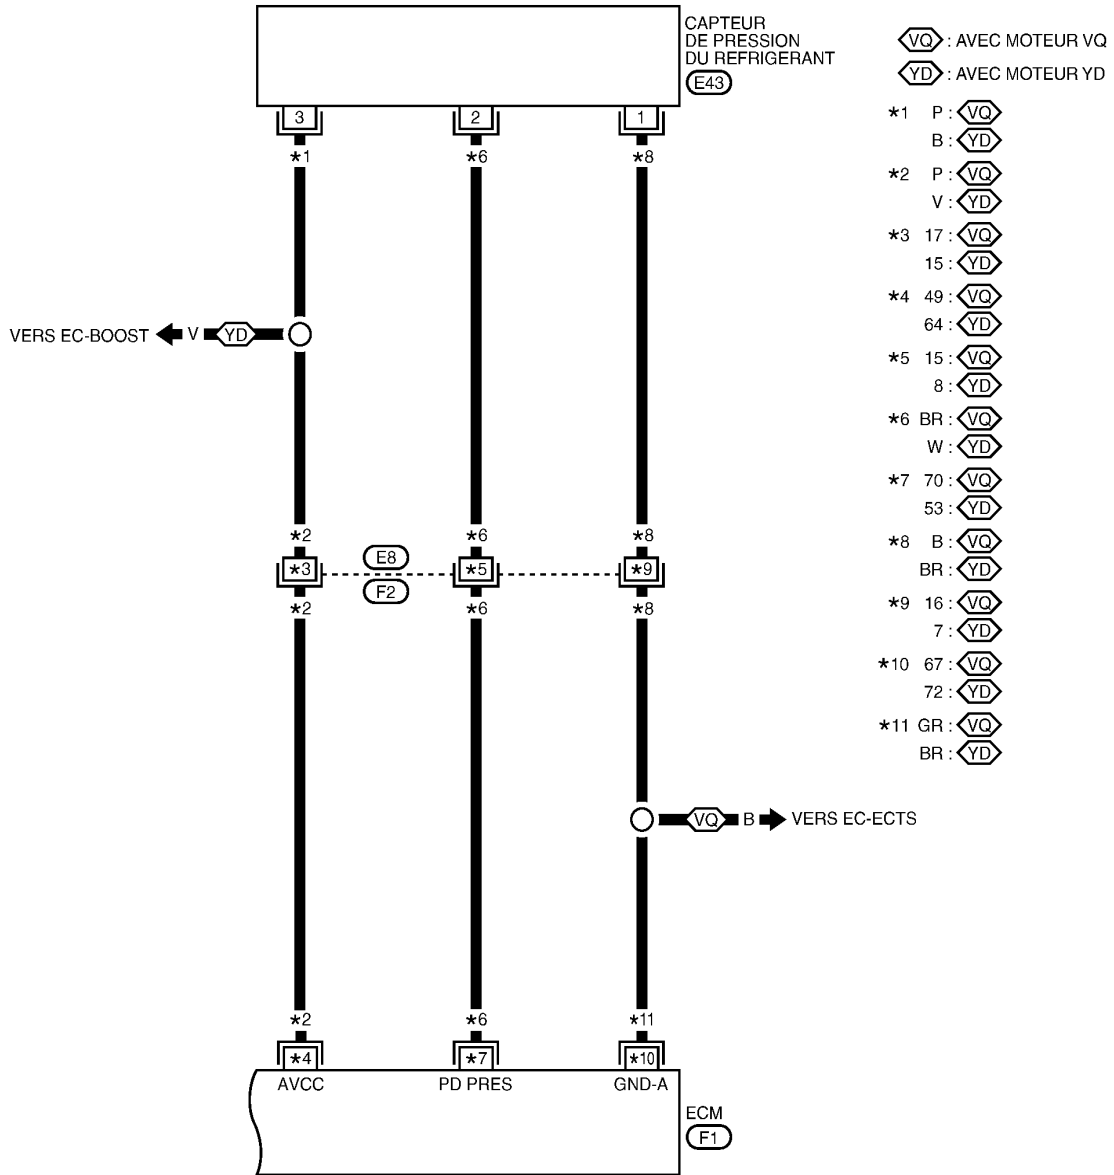 CAPTEUR
DE PRESSION
DU REFRIGERANT
E43
3
2
1
★1
★6
★8
VERS EC-BOOST
V
YD
★2
★6
★8
★3
E8
F2
★5
★9
★2
★6
★8
VQ
B
VERS EC-ECTS
★2
★6
★11
★4
★7
★10
AVCC
PD PRES
GND-A
ECM
F1
VQ : AVEC MOTEUR VQ
YD : AVEC MOTEUR YD
★1 P : VQ
B : YD
★2 P : VQ
V : YD
★3 17 : VQ
15 : YD
★4 49 : VQ
64 : YD
★5 15 : VQ
8 : YD
★6 BR : VQ
W : YD
★7 70 : VQ
53 : YD
★8 B : VQ
BR : YD
★9 16 : VQ
7 : YD
★10 67 : VQ
72 : YD
★11 GR : VQ
BR : YD